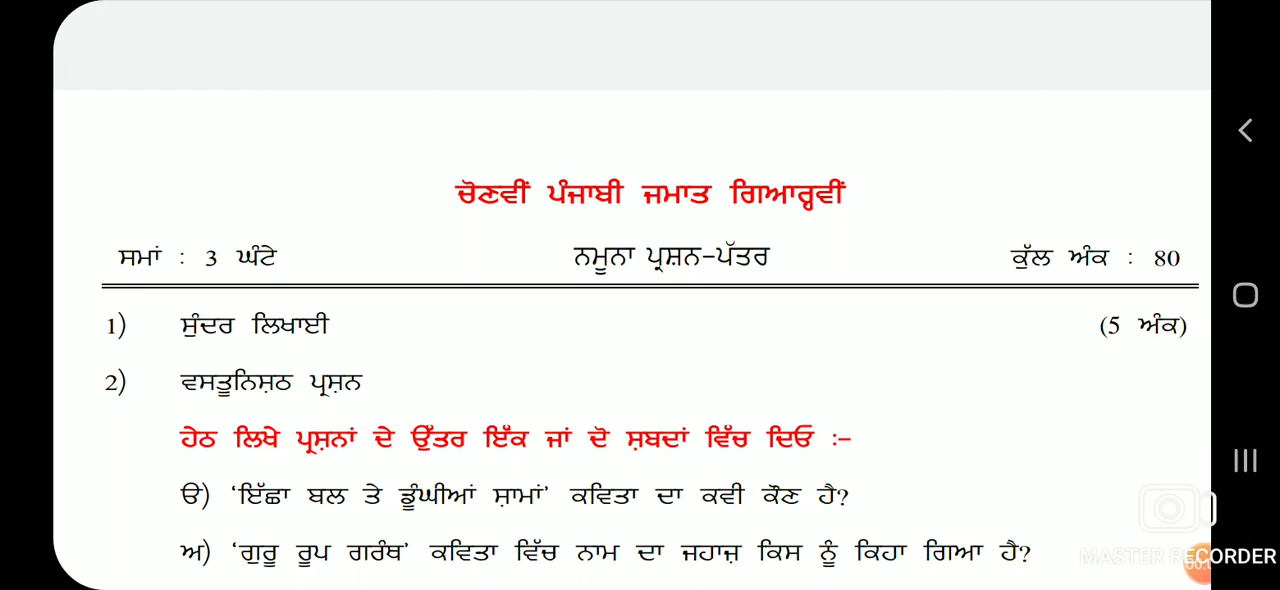 ਚੋਣਵੀਂ ਪੰਜਾਬੀ ਜਮਾਤ ਗਿਆਰ੍ਹਵੀਂ
ਸਮਾਂ : 3 ਘੰਟੇ ਨਮੂਨਾ ਪ੍ਰਸ਼ਨ-ਪੱਤਰ ਕੁੱਲ ਅੰਕ : 80
1) ਸੁੰਦਰ ਲਿਖਾਈ (5 ਅੰਕ)
2) ਵਸਤੂਨਿਸ਼ਠ ਪ੍ਰਸ਼ਨ
ਹੇਠ ਲਿਖੇ ਪ੍ਰਸ਼ਨਾਂ ਦੇ ਉੱਤਰ ਇੱਕ ਜਾਂ ਦੋ ਸ਼ਬਦਾਂ ਵਿੱਚ ਦਿਓ :-
ੳ) 'ਇੱਛਾ ਬਲ ਤੇ ਡੂੰਘੀਆਂ ਸ਼ਾਮਾਂ' ਕਵਿਤਾ ਦਾ ਕਵੀ ਕੌਣ ਹੈ?
ਅ) 'ਗੁਰੂ ਰੂਪ ਗਰੰਥ' ਕਵਿਤਾ ਵਿੱਚ ਨਾਮ ਦਾ ਜਹਾਜ਼ ਕਿਸ ਨੂੰ ਕਿਹਾ ਗਿਆ ਹੈ?
MASTER RECORDER